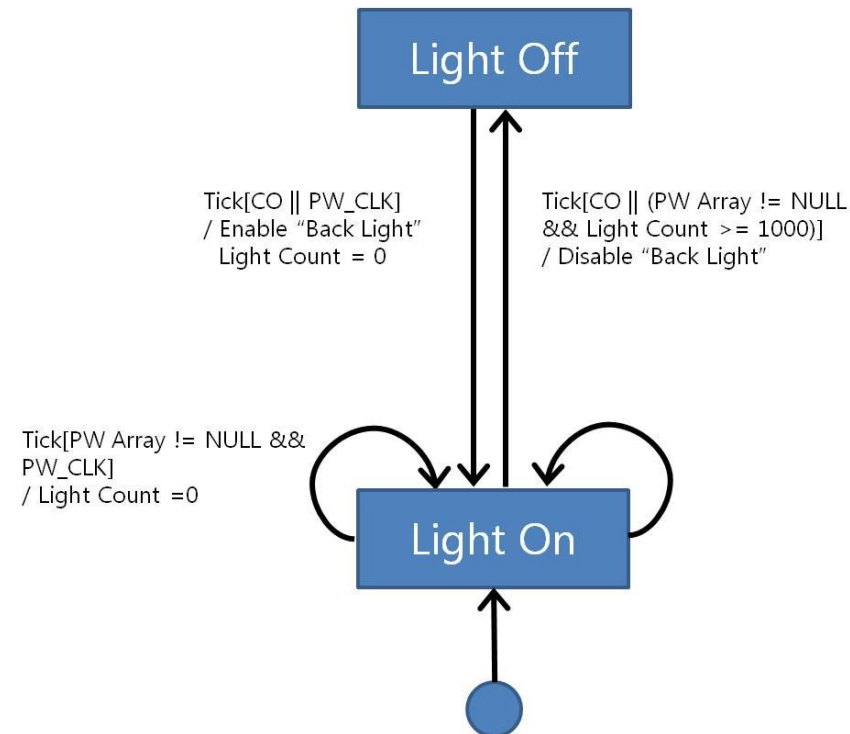 Light Off
Tick[CO || PW_CLK]
/ Enable “Back Light”
Light Count = 0
Tick[CO || (PW Array != NULL
&& Light Count >= 1000)]
/ Disable “Back Light”
Tick[PW Array != NULL &&
PW_CLK]
/ Light Count =0
Light On